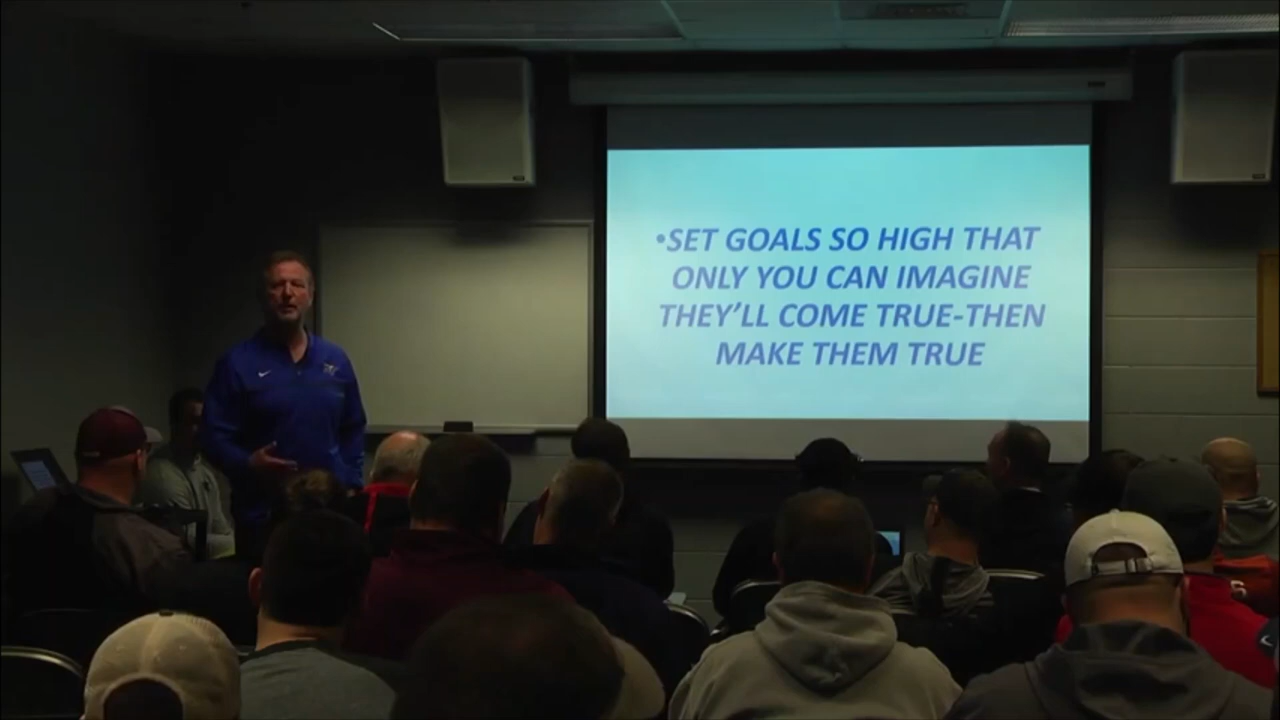 •SET GOALS SO HIGH THAT
ONLY YOU CAN IMAGINE
THEY'LL COME TRUE-THEN
MAKE THEM TRUE